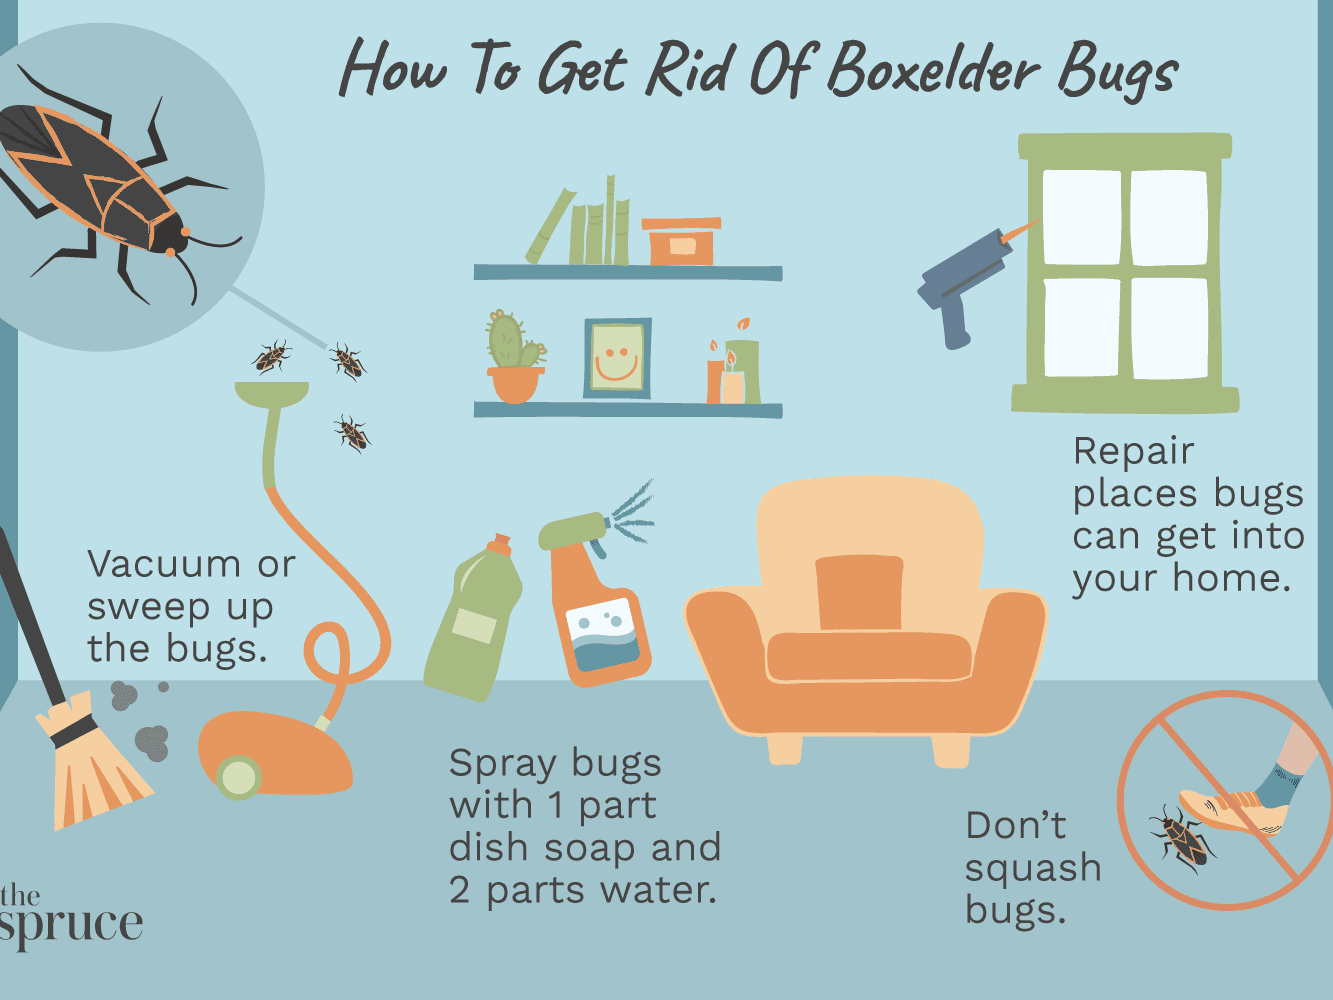 How To Get Rid Of Boxelder Bugs
Repair
places bugs
can get into
your home.
Vacuum or
sweep up
the bugs.
Spray bugs
with 1 part
dish soap and
2 parts water.
Don’t
squash
bugs.
the
spruce